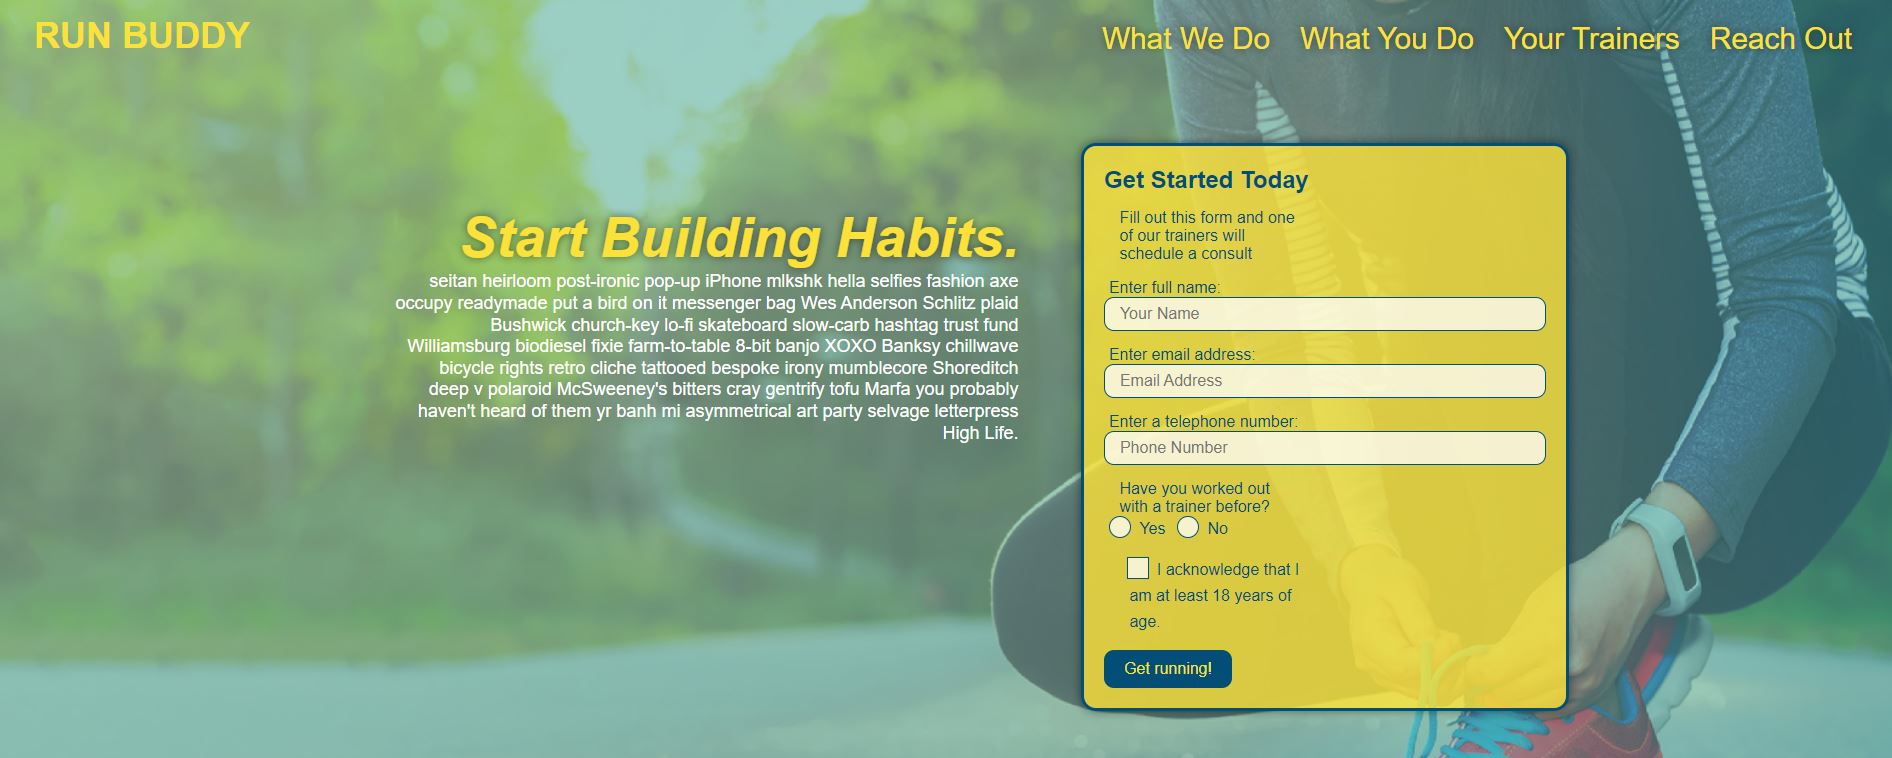 RUN BUDDY
What We Do What You Do Your Trainers Reach Out
Start Building Habits.
seitan heirloom post-ironic pop-up iPhone mlkshk hella selfies fashion axe
occupy readymade put a bird on it messenger bag Wes Anderson Schlitz plaid
Bushwick church-key lo-fi skateboard slow-carb hashtag trust fund
Williamsburg biodiesel fixie farm-to-table 8-bit banjo XOXO Banksy chillwave
bicycle rights retro cliche tattooed bespoke irony mumblecore Shoreditch
deep v polaroid McSweeney's bitters cray gentrify tofu Marfa you probably
haven't heard of them yr banh mi asymmetrical art party selvage letterpress
High Life.
Get Started Today
Fill out this form and one
of our trainers will
schedule a consult
Enter full name:
Your Name
Enter email address:
Email Address
Enter a telephone number:
Phone Number
Have you worked out
with a trainer before?
Yes No
I acknowledge that I
am at least 18 years of
age.
Get running!